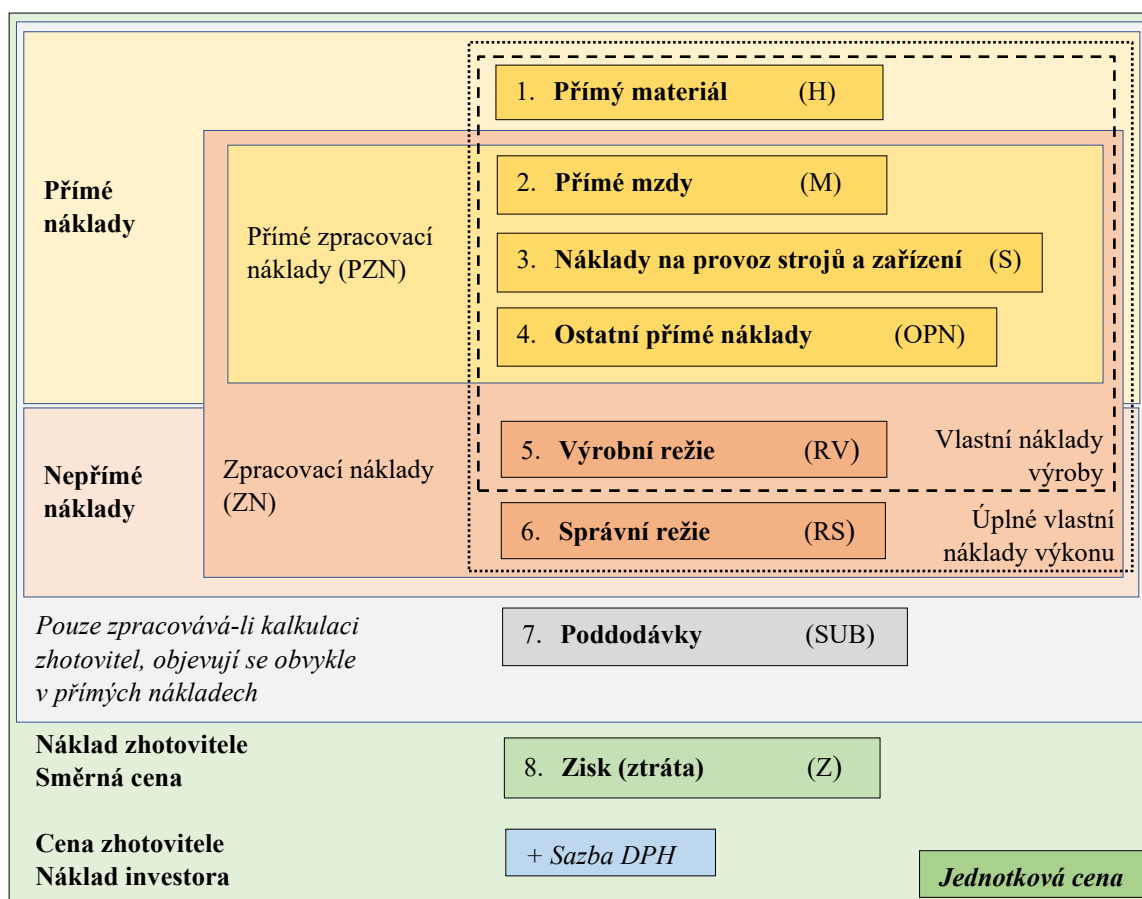 1. Přímý materiál (H)
Přímé
náklady
2. Přímé mzdy (M)
Přímé zpracovací
náklady (PZN)
3. Náklady na provoz strojů a zařízení (S)
4. Ostatní přímé náklady (OPN)
Nepřímé
náklady
Zpracovací náklady
(ZN)
5. Výrobní režie (RV)
Vlastní náklady
výroby
6. Správní režie (RS)
Úplné vlastní
náklady výkonu
Pouze zpracovává-li kalkulaci
zhotovitel, objevují se obvykle
v přímých nákladech
7. Poddodávky (SUB)
Náklad zhotovitele
Směrná cena
8. Zisk (ztráta) (Z)
Cena zhotovitele
Náklad investora
+ Sazba DPH
Jednotková cena